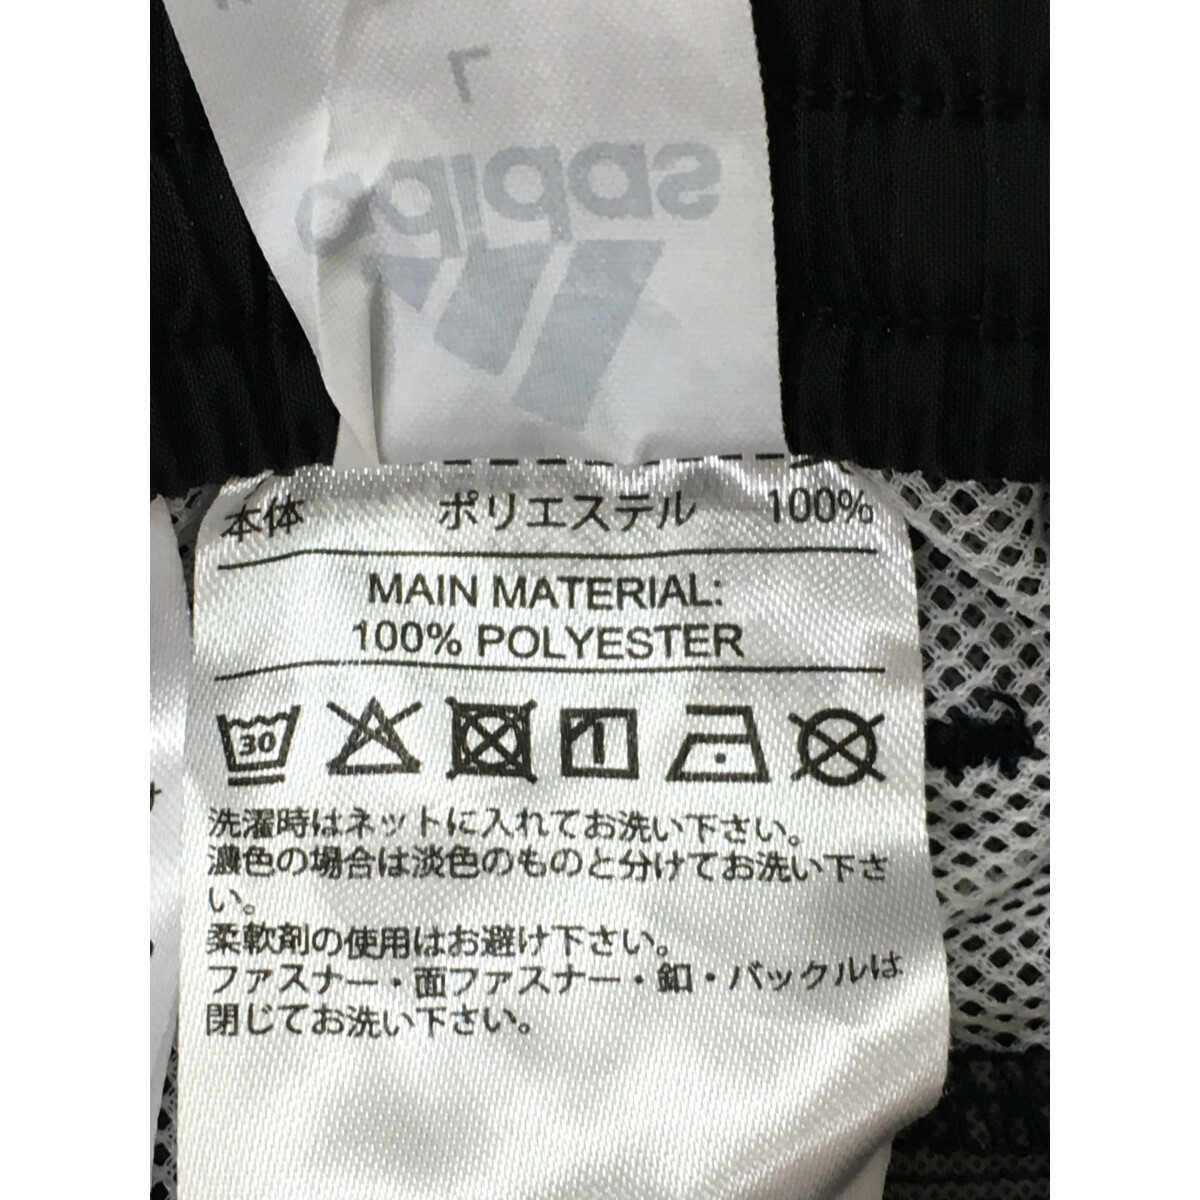 7
adidas
本体 ポリエステル 100%
MAIN MATERIAL:
100% POLYESTER
30
洗濯時はネットに入れてお洗い下さい。
濃色の場合は淡色のものと分けてお洗い下さ
い。
柔軟剤の使用はお避け下さい。
ファスナー・面ファスナー・釦・バックルは
閉じてお洗い下さい。